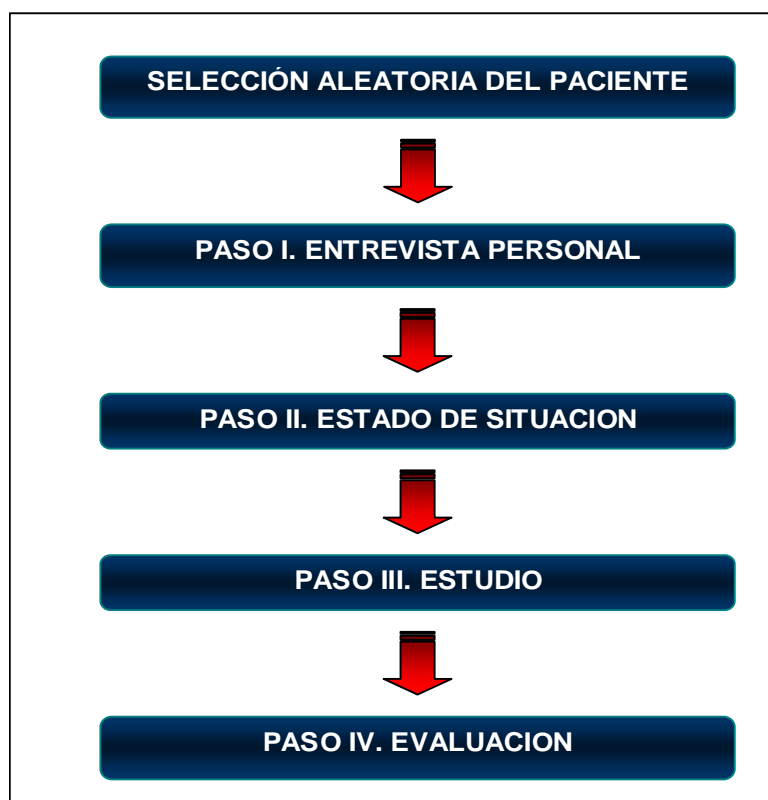 SELECCIÓN ALEATORIA DEL PACIENTE
PASO I. ENTREVISTA PERSONAL
PASO II. ESTADO DE SITUACION
PASO III. ESTUDIO
PASO IV. EVALUACION